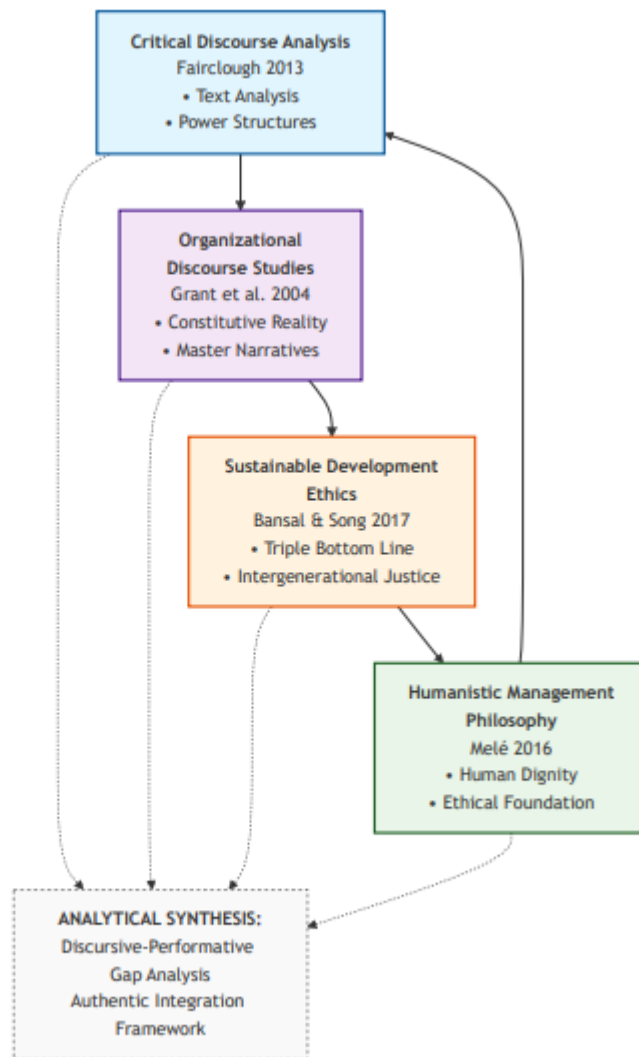 Critical Discourse Analysis
Fairclough 2013
• Text Analysis
• Power Structures
Organizational
Discourse Studies
Grant et al. 2004
• Constitutive Reality
• Master Narratives
Sustainable Development
Ethics
Bansal & Song 2017
• Triple Bottom Line
• Intergenerational Justice
Humanistic Management
Philosophy
Melé 2016
• Human Dignity
• Ethical Foundation
ANALYTICAL SYNTHESIS:
Discursive-Performative
Gap Analysis
Authentic Integration
Framework